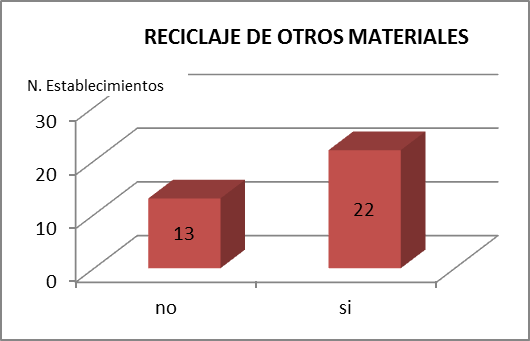 RECICLAJE DE OTROS MATERIALES
N. Establecimientos
30
20
10
0
13
22
no
si